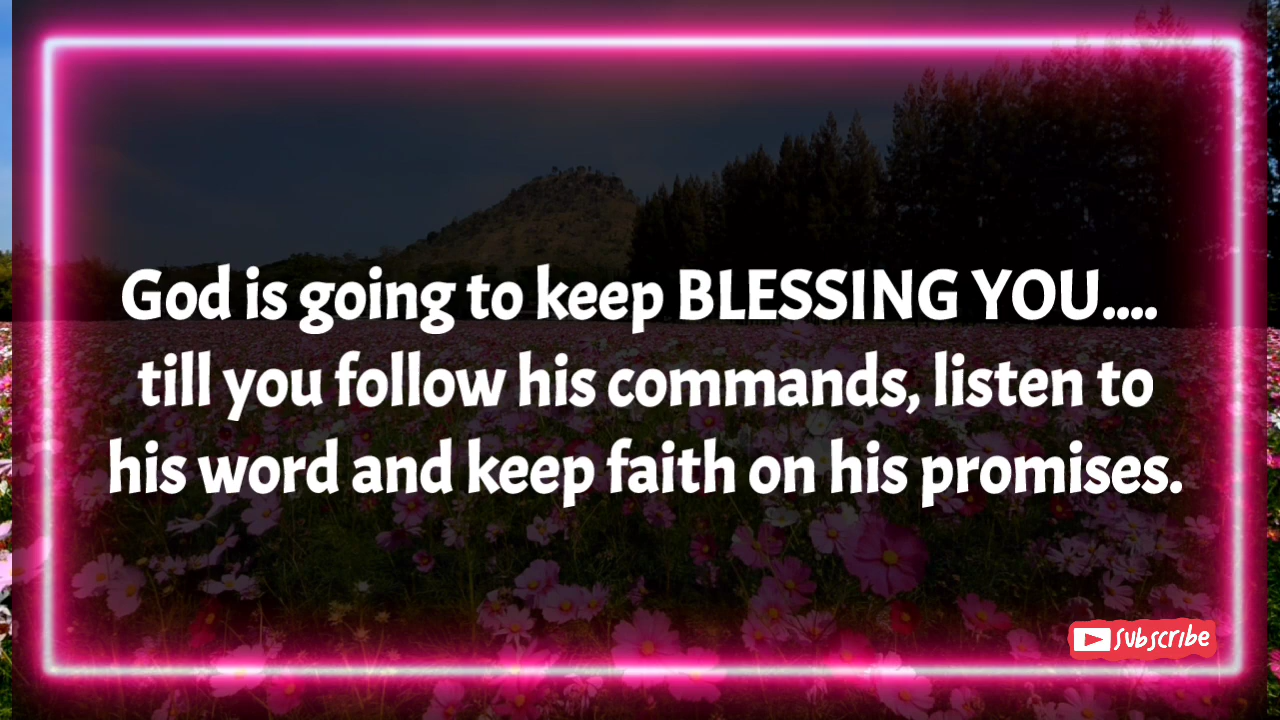 God is going to keep BLESSING YOU....
till you follow his commands, listen to
his word and keep faith on his promises.
Subscribe